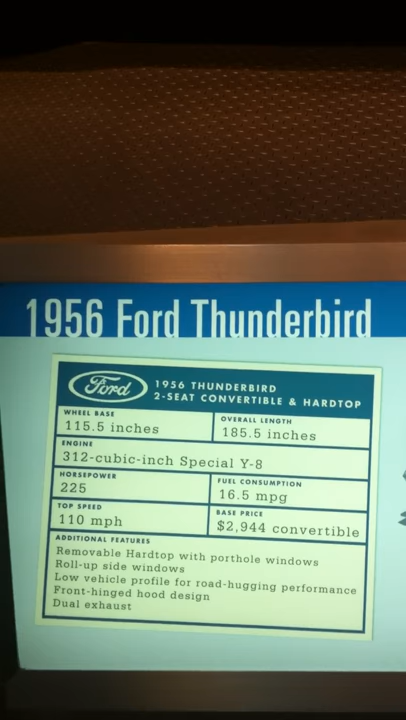 1956 Ford Thunderbird
Ford
1956 THUNDERBIRD
2-SEAT CONVERTIBLE & HARDTOP
WHEEL BASE
115.5 inches
OVERALL LENGTH
185.5 inches
ENGINE
312-cubic-inch Special Y-8
HORSEPOWER
225
FUEL CONSUMPTION
16.5 mpg
TOP SPEED
110 mph
BASE PRICE
$2,944 convertible
ADDITIONAL FEATURES
Removable Hardtop with porthole windows
Roll-up side windows
Low vehicle profile for road-hugging performance
Front-hinged hood design
Dual exhaust